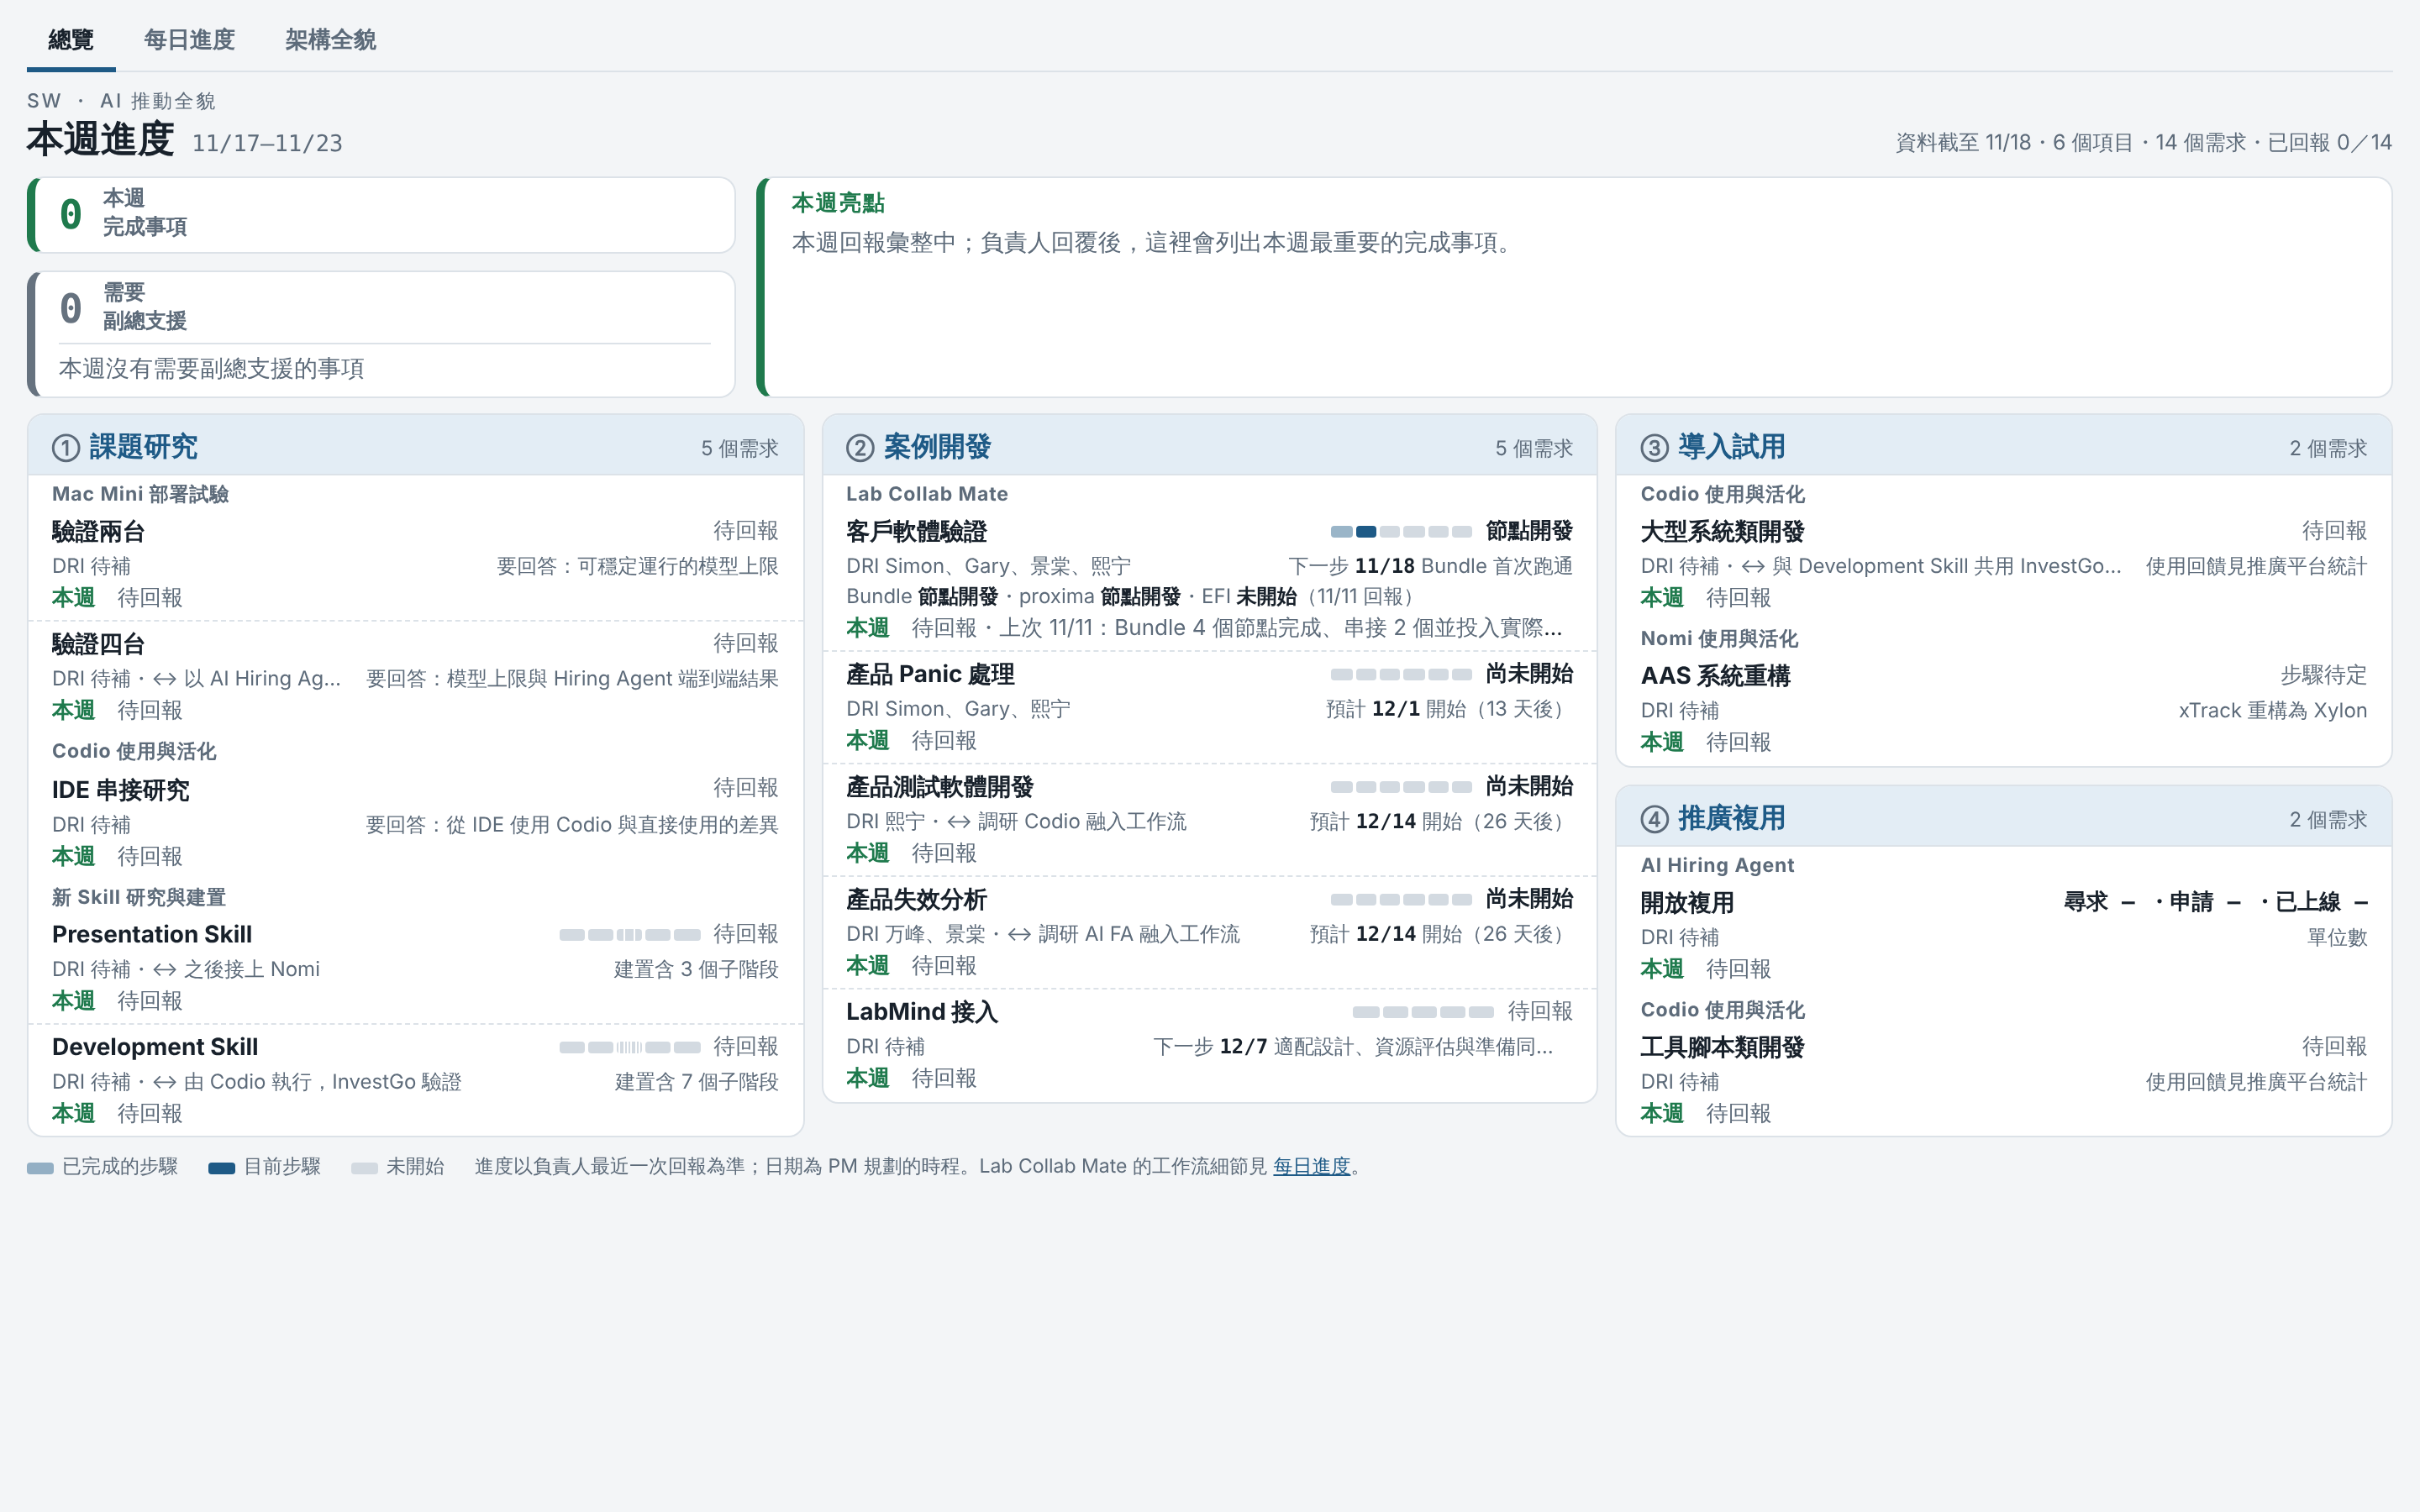 總覽 每日進度 架構全貌
SW · AI 推動全貌
本週進度 11/17–11/23
資料截至 11/18・6 個項目・14 個需求・已回報 0／14
0 本週
完成事項
0 需要
副總支援
本週沒有需要副總支援的事項
本週亮點
本週回報彙整中；負責人回覆後，這裡會列出本週最重要的完成事項。
① 課題研究 5 個需求
Mac Mini 部署試驗
驗證兩台 待回報
DRI 待補 要回答：可穩定運行的模型上限
本週 待回報
驗證四台 待回報
DRI 待補・↔ 以 AI Hiring Ag… 要回答：模型上限與 Hiring Agent 端到端結果
本週 待回報
Codio 使用與活化
IDE 串接研究 待回報
DRI 待補 要回答：從 IDE 使用 Codio 與直接使用的差異
本週 待回報
新 Skill 研究與建置
Presentation Skill 待回報
DRI 待補・↔ 之後接上 Nomi 建置含 3 個子階段
本週 待回報
Development Skill 待回報
DRI 待補・↔ 由 Codio 執行，InvestGo 驗證 建置含 7 個子階段
本週 待回報
② 案例開發 5 個需求
Lab Collab Mate
客戶軟體驗證 節點開發
DRI Simon、Gary、景棠、熙宁 下一步 11/18 Bundle 首次跑通
Bundle 節點開發・proxima 節點開發・EFI 未開始（11/11 回報）
本週 待回報・上次 11/11：Bundle 4 個節點完成、串接 2 個並投入實際…
產品 Panic 處理 尚未開始
DRI Simon、Gary、熙宁 預計 12/1 開始（13 天後）
本週 待回報
產品測試軟體開發 尚未開始
DRI 熙宁・↔ 調研 Codio 融入工作流 預計 12/14 開始（26 天後）
本週 待回報
產品失效分析 尚未開始
DRI 万峰、景棠・↔ 調研 AI FA 融入工作流 預計 12/14 開始（26 天後）
本週 待回報
LabMind 接入 待回報
DRI 待補 下一步 12/7 適配設計、資源評估與準備同…
本週 待回報
③ 導入試用 2 個需求
Codio 使用與活化
大型系統類開發 待回報
DRI 待補・↔ 與 Development Skill 共用 InvestGo… 使用回饋見推廣平台統計
本週 待回報
Nomi 使用與活化
AAS 系統重構 步驟待定
DRI 待補 xTrack 重構為 Xylon
本週 待回報
④ 推廣複用 2 個需求
AI Hiring Agent
開放複用 尋求 – ・申請 – ・已上線 –
DRI 待補 單位數
本週 待回報
Codio 使用與活化
工具腳本類開發 待回報
DRI 待補 使用回饋見推廣平台統計
本週 待回報
已完成的步驟 目前步驟 未開始 進度以負責人最近一次回報為準；日期為 PM 規劃的時程。Lab Collab Mate 的工作流細節見 每日進度。